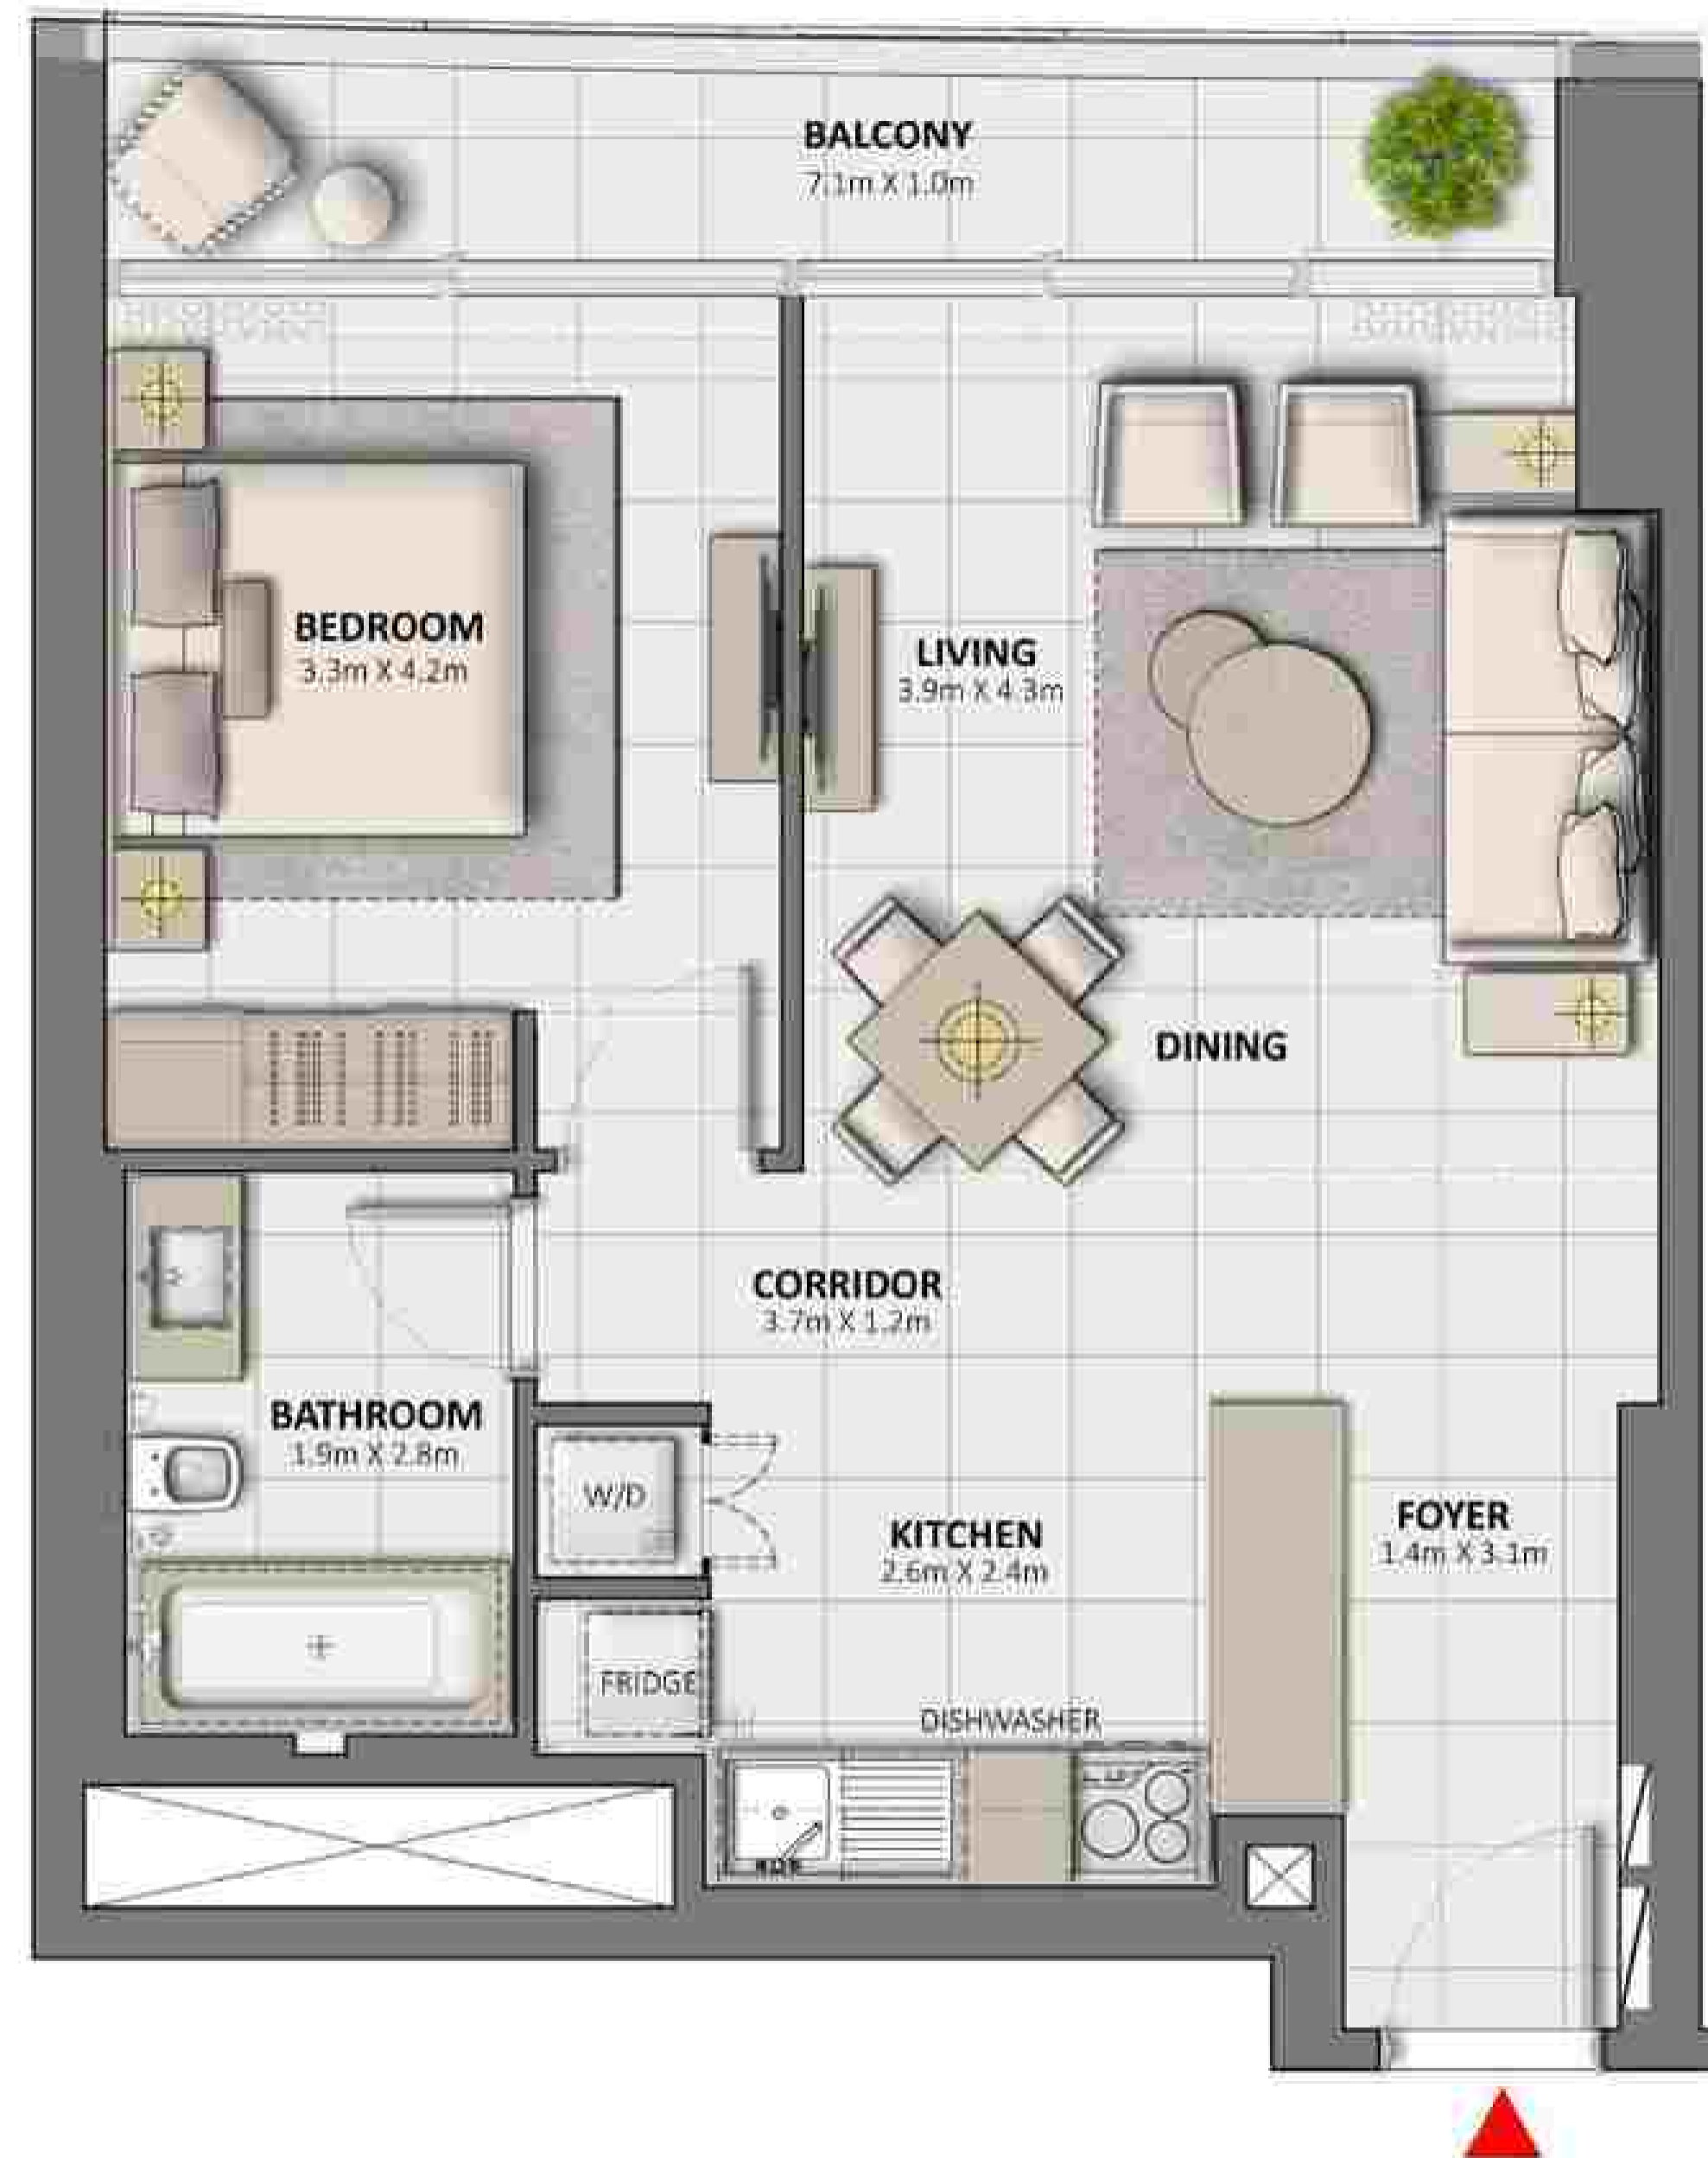 BALCONY
7.1m X 1.0m
BEDROOM
3.3m X 4.2m
LIVING
3.9m X 4.3m
DINING
CORRIDOR
3.7m X 1.2m
BATHROOM
1.9m X 2.8m
W/D
KITCHEN
2.6m X 2.4m
FOYER
1.4m X 3.1m
FRIDGE
DISHWASHER